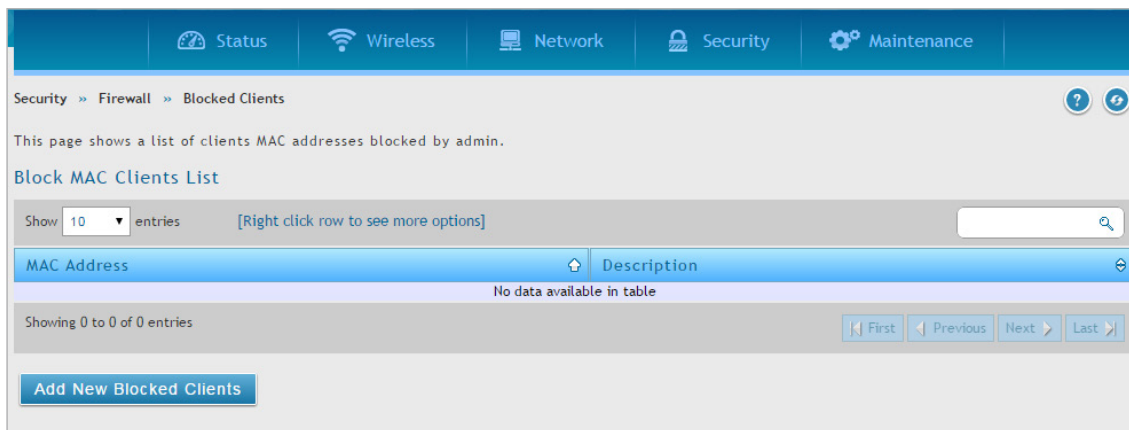 Status Wireless Network Security Maintenance
Security » Firewall » Blocked Clients
This page shows a list of clients MAC addresses blocked by admin.
Block MAC Clients List
Show 10 entries [Right click row to see more options]
MAC Address Description
No data available in table
Showing 0 to 0 of 0 entries First Previous Next Last
Add New Blocked Clients